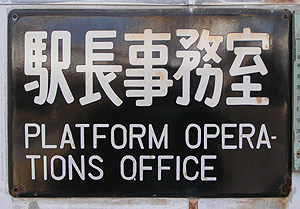 駅長事務室
PLATFORM OPERA-
TIONS OFFICE